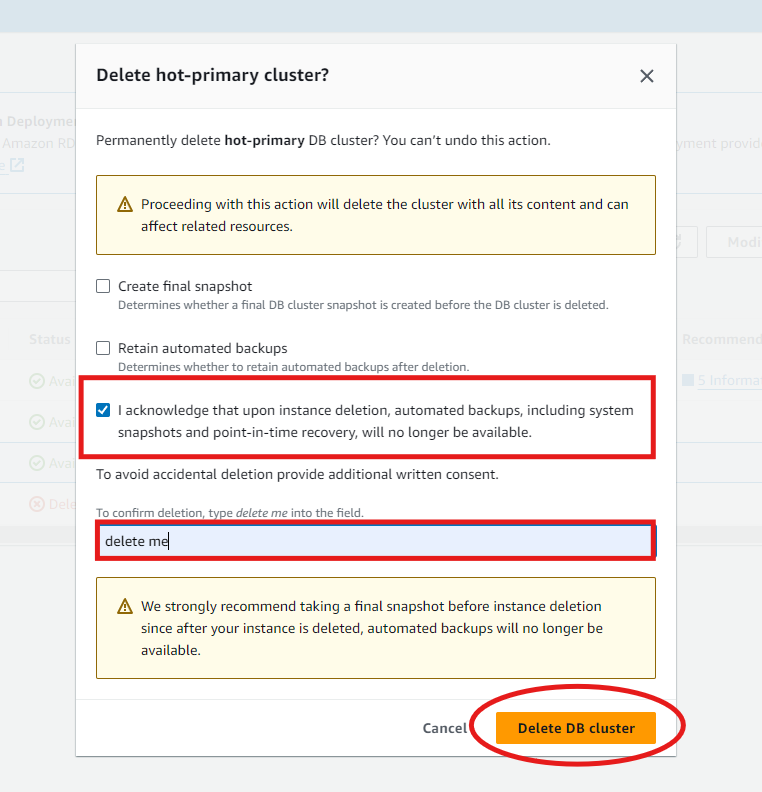 Delete hot-primary cluster?
Deployme
Amazon RD
yment provid
Permanently delete hot-primary DB cluster? You can't undo this action.
Proceeding with this action will delete the cluster with all its content and can
affect related resources.
Modi
Create final snapshot
Determines whether a final DB cluster snapshot is created before the DB cluster is deleted.
Status
Recommend
Retain automated backups
Determines whether to retain automated backups after deletion.
Avai
5 Informa
I acknowledge that upon instance deletion, automated backups, including system
Avai
snapshots and point-in-time recovery, will no longer be available.
Avai
To avoid accidental deletion provide additional written consent.
Dele
To confirm deletion, type delete me into the field.
delete me
We strongly recommend taking a final snapshot before instance deletion
since after your instance is deleted, automated backups will no longer be
available.
Cancel
Delete DB cluster